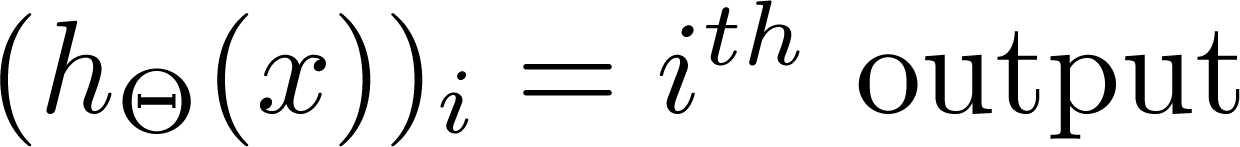 (h_Θ(x))_i = i^{th} output